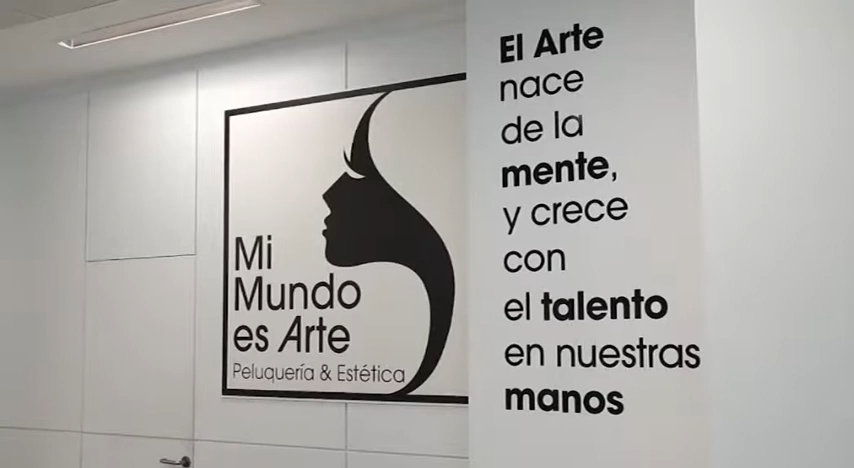 Mi
Mundo
es Arte
Peluquería & Estética
El Arte
nace
de la
mente,
y crece
con
el talento
en nuestras
manos